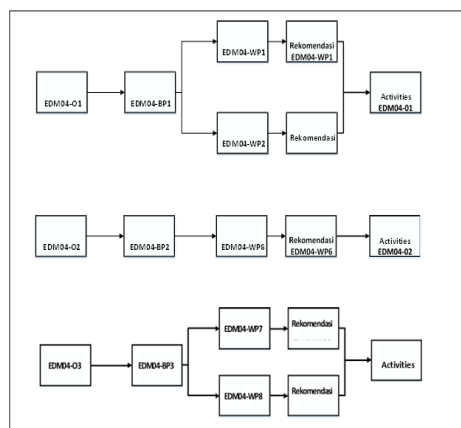 EDM04-WP1
Rekomendasi
EDM04-WP1
EDM04-O1
EDM04-BP1
Activities
EDM04-01
EDM04-WP2
Rekomendasi
EDM04-O2
EDM04-BP2
EDM04-WP6
Rekomendasi
EDM04-WP6
Activities
EDM04-02
EDM04-WP7
Rekomendasi
EDM04-O3
EDM04-BP3
Activities
EDM04-WP8
Rekomendasi